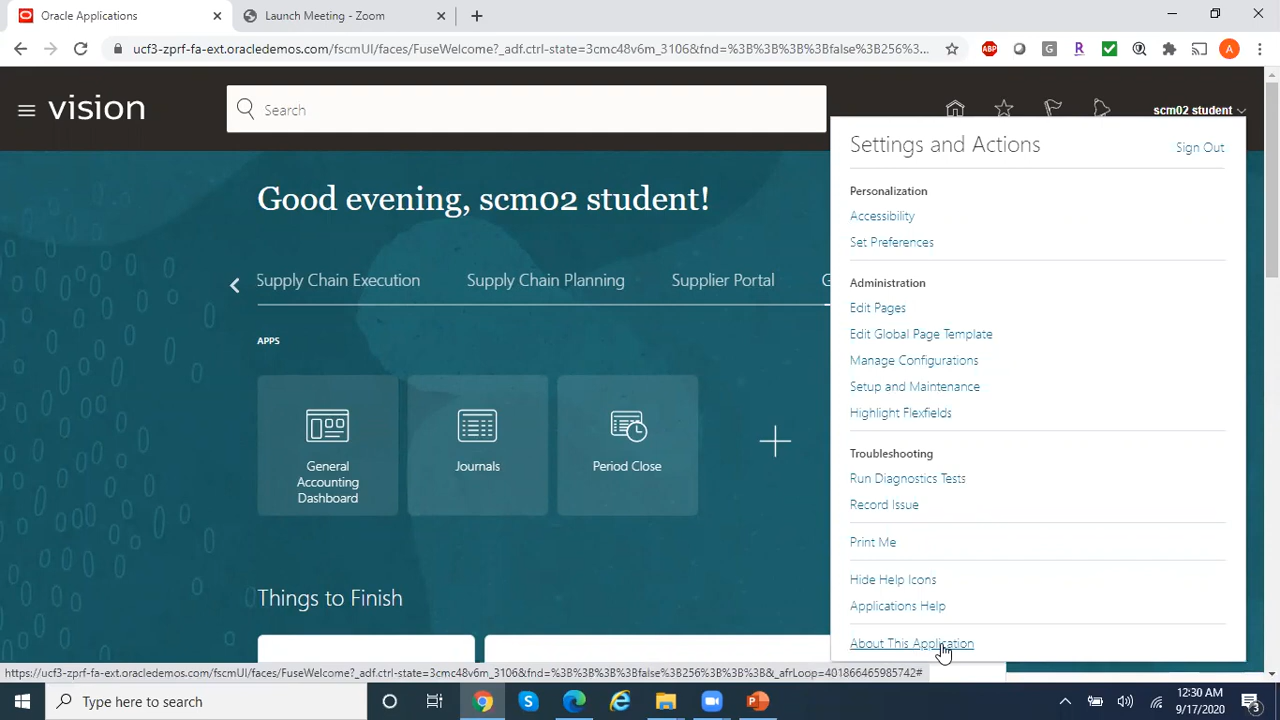 Oracle Applications
Launch Meeting - Zoom
ucf3-zprf-fa-ext.oracledemos.com/fscmUI/faces/FuseWelcome?_adf.ctrl-state=3cmc48v6m_3106&fnd=%3B%3B%3B%3Bfalse%3B256%3B...
ABP
G
R
A
vision
Search
scm02 student
Settings and Actions
Sign Out
Personalization
Accessibility
Set Preferences
Administration
Edit Pages
Edit Global Page Template
Manage Configurations
Setup and Maintenance
Highlight Flexfields
Troubleshooting
Run Diagnostics Tests
Record Issue
Print Me
Hide Help Icons
Applications Help
About This Application
Good evening, scm02 student!
Supply Chain Execution
Supply Chain Planning
Supplier Portal
G
APPS
General
Accounting
Dashboard
Journals
Period Close
Things to Finish
https://ucf3-zprf-fa-ext.oracledemos.com/fscmUI/faces/FuseWelcome?_adf.ctrl-state=3cmc48v6m_3106&fnd=%3B%3B%3B%3Bfalse%3B256%3B%3B%3B&_afrLoop=401866465985742#
Type here to search
12:30 AM
9/17/2020
3